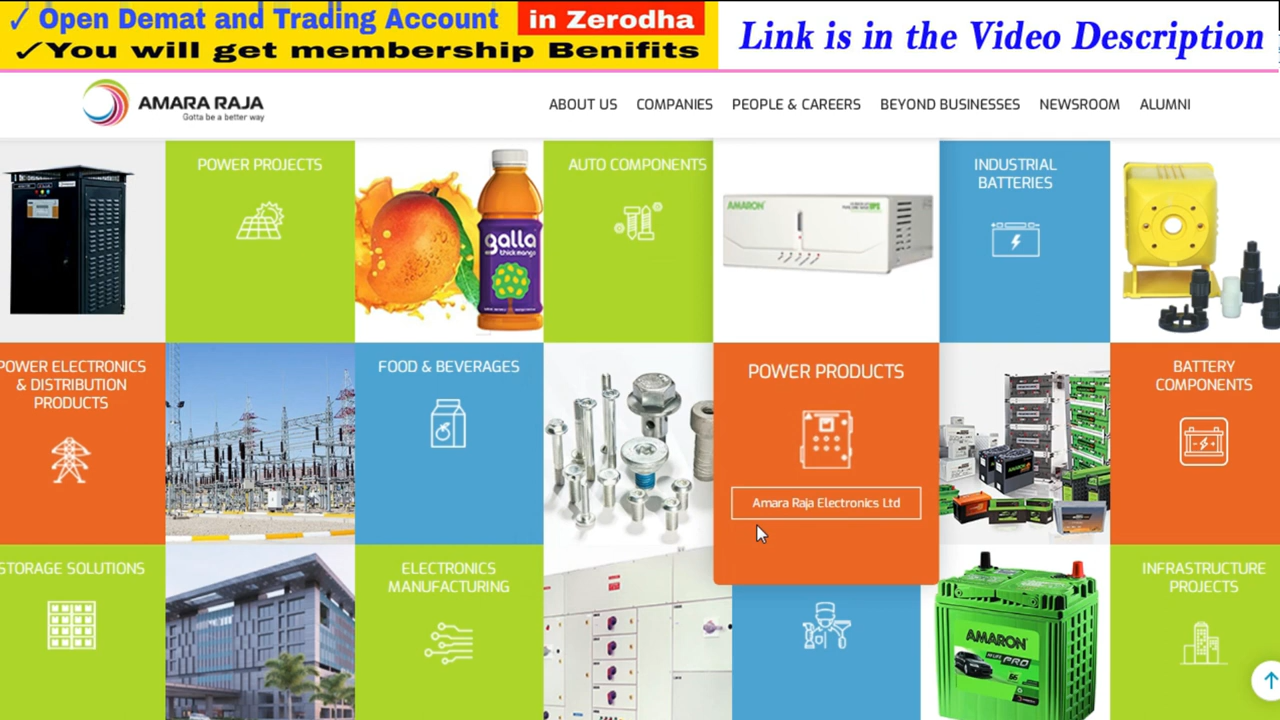 ✓ Open Demat and Trading Account in Zerodha
✓You will get membership Benifits
Link is in the Video Description
AMARA RAJA
Gotta be a better way
ABOUT US
COMPANIES
PEOPLE & CAREERS
BEYOND BUSINESSES
NEWSROOM
ALUMNI
POWER PROJECTS
AUTO COMPONENTS
INDUSTRIAL
BATTERIES
galla
thick mango
AMARON
POWER ELECTRONICS
& DISTRIBUTION
PRODUCTS
FOOD & BEVERAGES
POWER PRODUCTS
Amara Raja Electronics Ltd
BATTERY
COMPONENTS
STORAGE SOLUTIONS
ELECTRONICS
MANUFACTURING
INFRASTRUCTURE
PROJECTS
AMARON
PRO